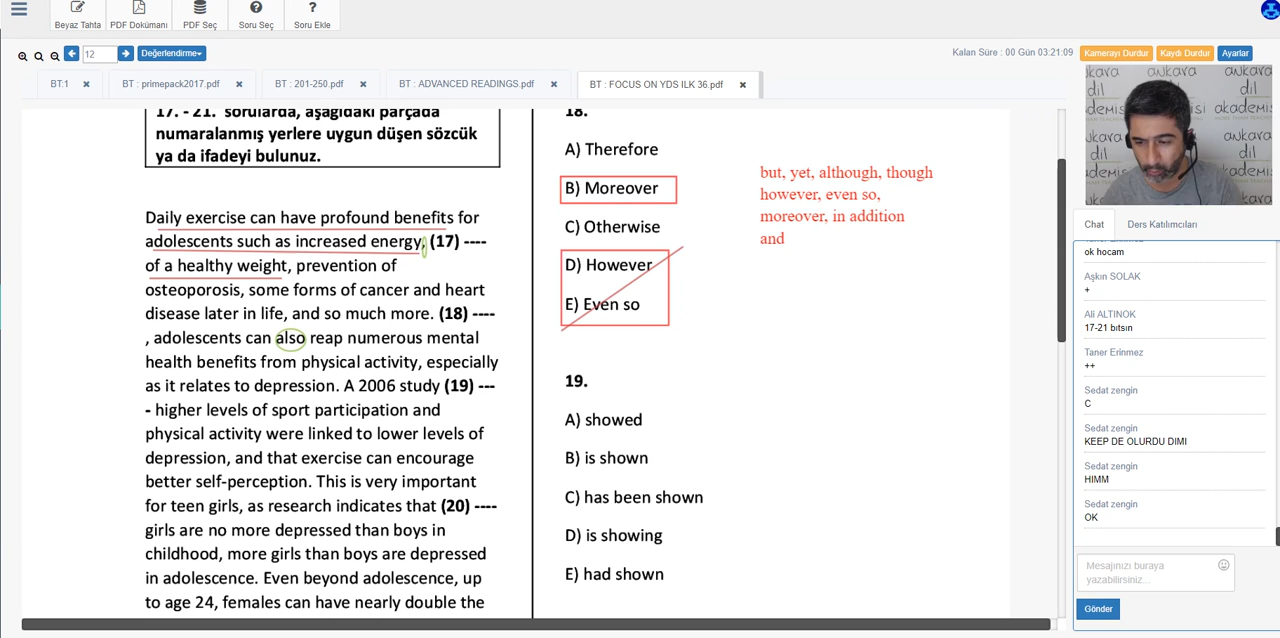 Beyaz Tahta
PDF Dokümanı
PDF Seç
Soru Seç
Soru Ekle
12
Değerlendirme
Kalan Süre : 00 Gün 03:21:09
Kamerayı Durdur
Kaydı Durdur
Ayarlar
BT:1
BT : primepack2017.pdf
BT : 201-250.pdf
BT : ADVANCED READINGS.pdf
BT : FOCUS ON YDS ILK 36.pdf
17. - 21. sorularda, aşağıdaki parçada
numaralanmış yerlere uygun düşen sözcük
ya da ifadeyi bulunuz.
Daily exercise can have profound benefits for
adolescents such as increased energy, (17) ----
of a healthy weight, prevention of
osteoporosis, some forms of cancer and heart
disease later in life, and so much more. (18) ----
, adolescents can also reap numerous mental
health benefits from physical activity, especially
as it relates to depression. A 2006 study (19) ---
- higher levels of sport participation and
physical activity were linked to lower levels of
depression, and that exercise can encourage
better self-perception. This is very important
for teen girls, as research indicates that (20) ----
girls are no more depressed than boys in
childhood, more girls than boys are depressed
in adolescence. Even beyond adolescence, up
to age 24, females can have nearly double the
18.
A) Therefore
B) Moreover
C) Otherwise
D) However
E) Even so
19.
A) showed
B) is shown
C) has been shown
D) is showing
E) had shown
but, yet, although, though
however, even so,
moreover, in addition
and
ankara
dil
akademisi
Chat
Ders Katılımcıları
Taner Erinmez
ok hocam
Aşkın SOLAK
+
Ali ALTINOK
17-21 bıtsın
Taner Erinmez
++
Sedat zengin
C
Sedat zengin
KEEP DE OLURDU DIMI
Sedat zengin
HIMM
Sedat zengin
OK
Mesajınızı buraya
yazabilirsiniz...
Gönder